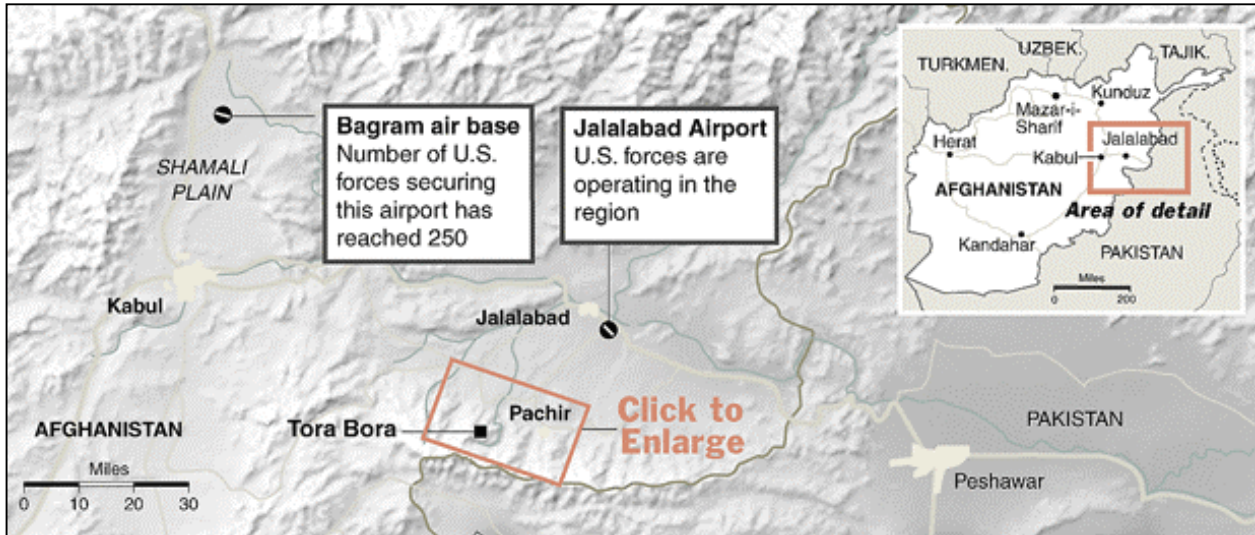 Bagram air base
Number of U.S.
forces securing
this airport has
reached 250
Jalalabad Airport
U.S. forces are
operating in the
region
SHAMALI
PLAIN
Kabul
Jalalabad
Tora Bora
Pachir
Click to
Enlarge
AFGHANISTAN
PAKISTAN
Peshawar
Miles
0 10 20 30
UZBEK.
TAJIK.
TURKMEN.
Kunduz
Mazar-i-
Sharif
Herat
Jalalabad
Kabul
AFGHANISTAN
Area of detail
Kandahar
PAKISTAN
Miles
0 200